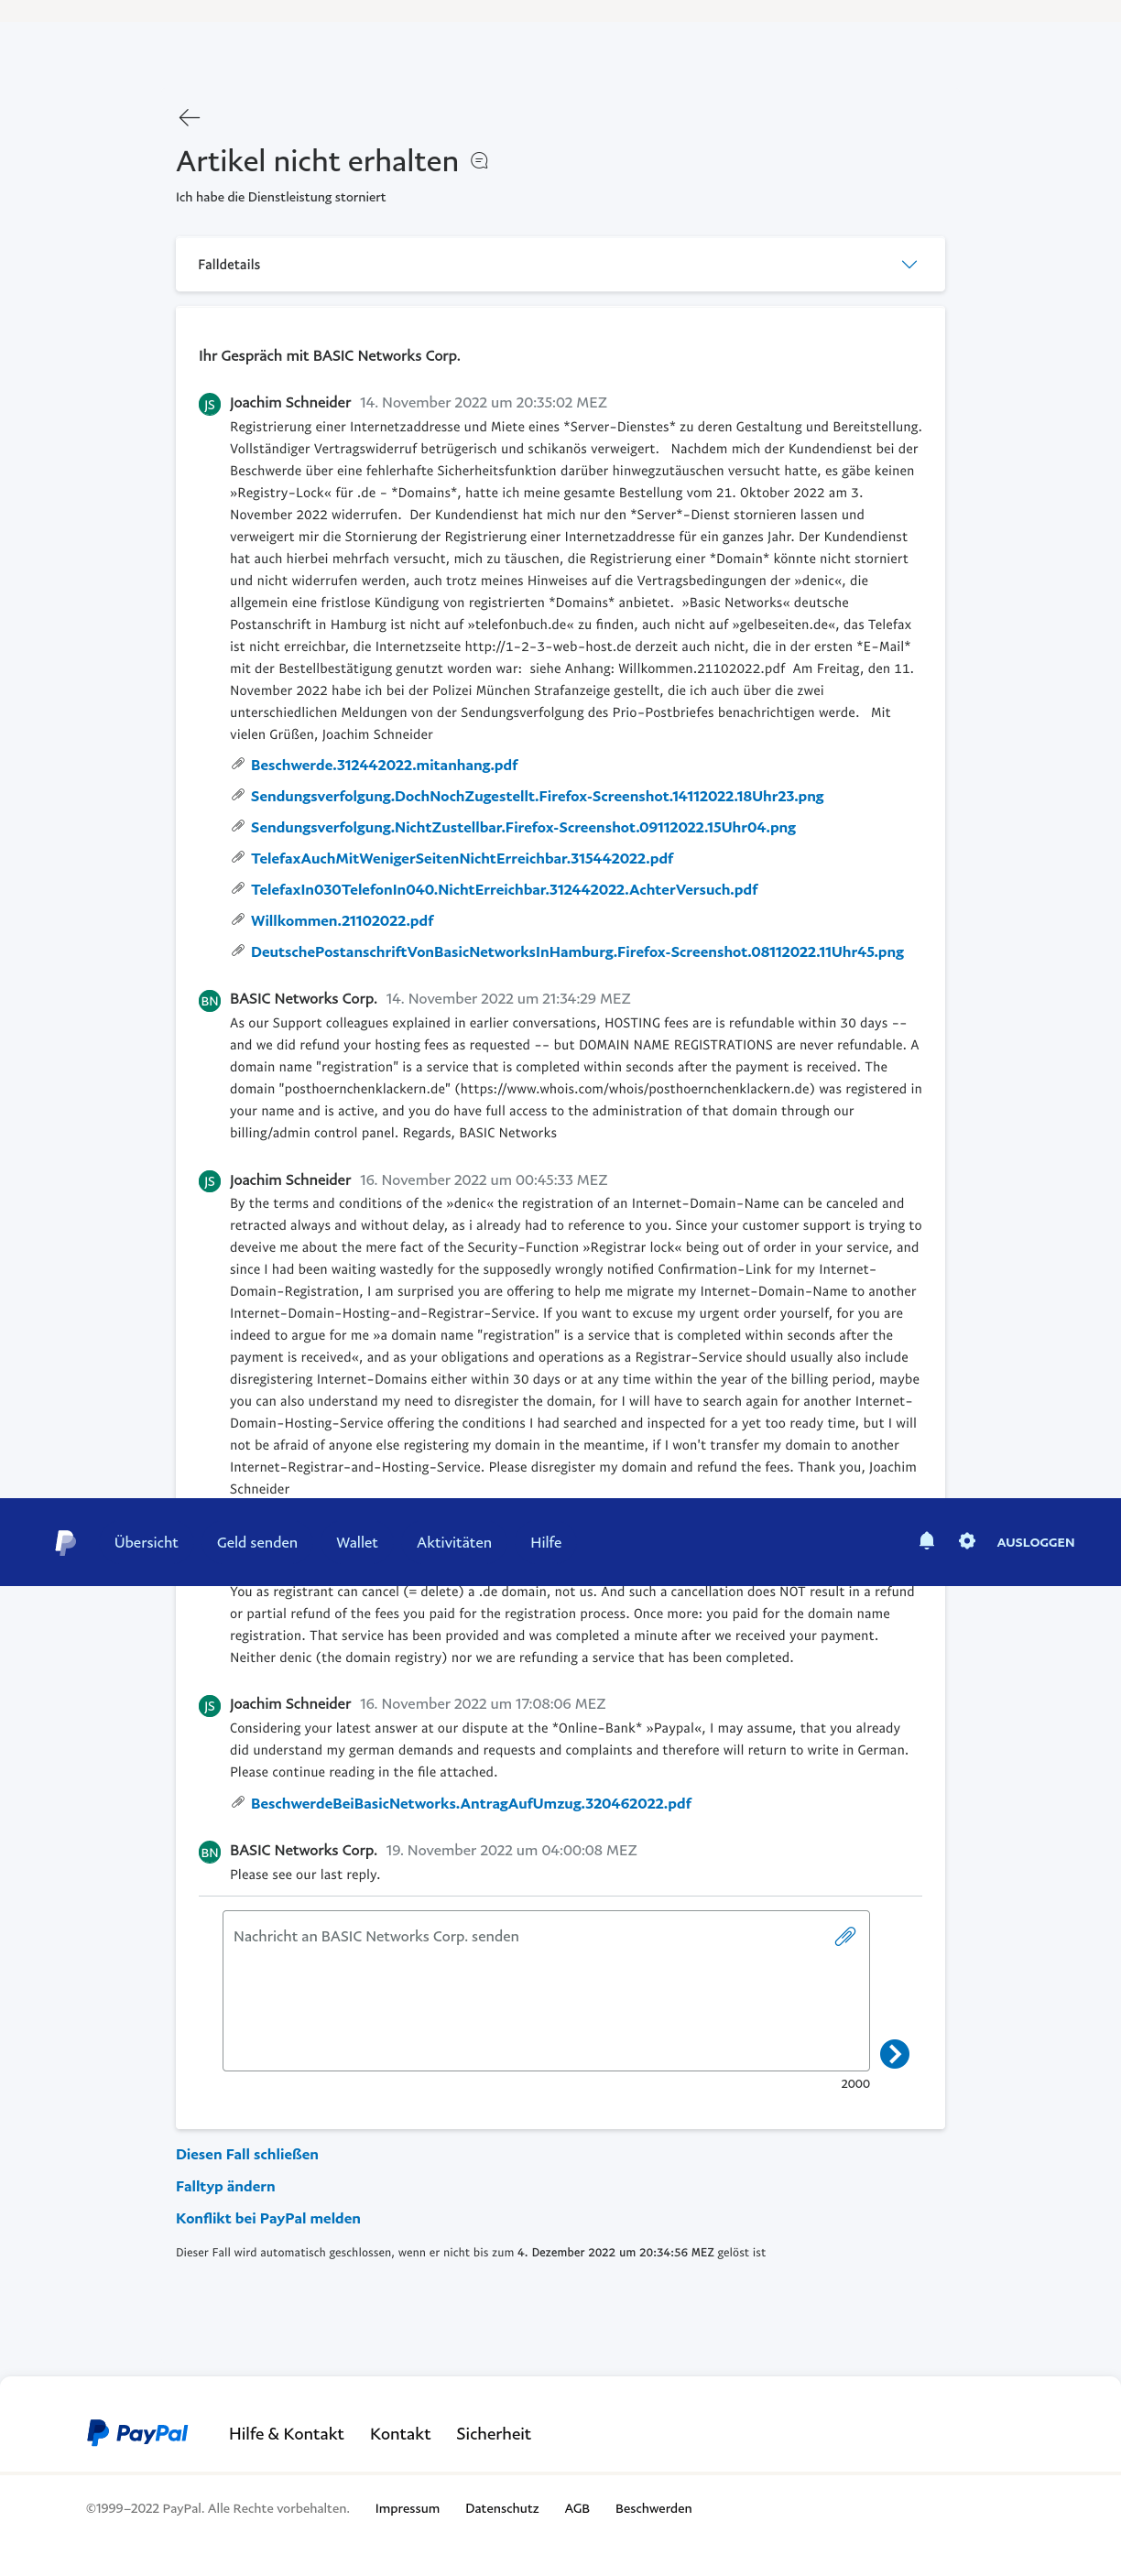 Artikel nicht erhalten
Ich habe die Dienstleistung storniert
Falldetails
Ihr Gespräch mit BASIC Networks Corp.
JS Joachim Schneider 14. November 2022 um 20:35:02 MEZ
Registrierung einer Internetzaddresse und Miete eines *Server-Dienstes* zu deren Gestaltung und Bereitstellung.
Vollständiger Vertragswiderruf betrügerisch und schikanös verweigert. Nachdem mich der Kundendienst bei der
Beschwerde über eine fehlerhafte Sicherheitsfunktion darüber hinwegzutäuschen versucht hatte, es gäbe keinen
»Registry-Lock« für .de - *Domains*, hatte ich meine gesamte Bestellung vom 21. Oktober 2022 am 3.
November 2022 widerrufen. Der Kundendienst hat mich nur den *Server*-Dienst stornieren lassen und
verweigert mir die Stornierung der Registrierung einer Internetzaddresse für ein ganzes Jahr. Der Kundendienst
hat auch hierbei mehrfach versucht, mich zu täuschen, die Registrierung einer *Domain* könnte nicht storniert
und nicht widerrufen werden, auch trotz meines Hinweises auf die Vertragsbedingungen der »denic«, die
allgemein eine fristlose Kündigung von registrierten *Domains* anbietet. »Basic Networks« deutsche
Postanschrift in Hamburg ist nicht auf »telefonbuch.de« zu finden, auch nicht auf »gelbeseiten.de«, das Telefax
ist nicht erreichbar, die Internetzseite http://1-2-3-web-host.de derzeit auch nicht, die in der ersten *E-Mail*
mit der Bestellbestätigung genutzt worden war: siehe Anhang: Willkommen.21102022.pdf Am Freitag, den 11.
November 2022 habe ich bei der Polizei München Strafanzeige gestellt, die ich auch über die zwei
unterschiedlichen Meldungen von der Sendungsverfolgung des Prio-Postbriefes benachrichtigen werde. Mit
vielen Grüßen, Joachim Schneider
Beschwerde.312442022.mitanhang.pdf
Sendungsverfolgung.DochNochZugestellt.Firefox-Screenshot.14112022.18Uhr23.png
Sendungsverfolgung.NichtZustellbar.Firefox-Screenshot.09112022.15Uhr04.png
TelefaxAuchMitWenigerSeitenNichtErreichbar.315442022.pdf
TelefaxIn030TelefonIn040.NichtErreichbar.312442022.AchterVersuch.pdf
Willkommen.21102022.pdf
DeutschePostanschriftVonBasicNetworksInHamburg.Firefox-Screenshot.08112022.11Uhr45.png
BN BASIC Networks Corp. 14. November 2022 um 21:34:29 MEZ
As our Support colleagues explained in earlier conversations, HOSTING fees are is refundable within 30 days --
and we did refund your hosting fees as requested -- but DOMAIN NAME REGISTRATIONS are never refundable. A
domain name "registration" is a service that is completed within seconds after the payment is received. The
domain "posthoernchenklackern.de" (https://www.whois.com/whois/posthoernchenklackern.de) was registered in
your name and is active, and you do have full access to the administration of that domain through our
billing/admin control panel. Regards, BASIC Networks
JS Joachim Schneider 16. November 2022 um 00:45:33 MEZ
By the terms and conditions of the »denic« the registration of an Internet-Domain-Name can be canceled and
retracted always and without delay, as i already had to reference to you. Since your customer support is trying to
deveive me about the mere fact of the Security-Function »Registrar lock« being out of order in your service, and
since I had been waiting wastedly for the supposedly wrongly notified Confirmation-Link for my Internet-
Domain-Registration, I am surprised you are offering to help me migrate my Internet-Domain-Name to another
Internet-Domain-Hosting-and-Registrar-Service. If you want to excuse my urgent order yourself, for you are
indeed to argue for me »a domain name "registration" is a service that is completed within seconds after the
payment is received«, and as your obligations and operations as a Registrar-Service should usually also include
disregistering Internet-Domains either within 30 days or at any time within the year of the billing period, maybe
you can also understand my need to disregister the domain, for I will have to search again for another Internet-
Domain-Hosting-Service offering the conditions I had searched and inspected for a yet too ready time, but I will
not be afraid of anyone else registering my domain in the meantime, if I won't transfer my domain to another
Internet-Registrar-and-Hosting-Service. Please disregister my domain and refund the fees. Thank you, Joachim
Schneider
Übersicht Geld senden Wallet Aktivitäten Hilfe AUSLOGGEN
You as registrant can cancel (= delete) a .de domain, not us. And such a cancellation does NOT result in a refund
or partial refund of the fees you paid for the registration process. Once more: you paid for the domain name
registration. That service has been provided and was completed a minute after we received your payment.
Neither denic (the domain registry) nor we are refunding a service that has been completed.
JS Joachim Schneider 16. November 2022 um 17:08:06 MEZ
Considering your latest answer at our dispute at the *Online-Bank* »Paypal«, I may assume, that you already
did understand my german demands and requests and complaints and therefore will return to write in German.
Please continue reading in the file attached.
BeschwerdeBeiBasicNetworks.AntragAufUmzug.320462022.pdf
BN BASIC Networks Corp. 19. November 2022 um 04:00:08 MEZ
Please see our last reply.
Nachricht an BASIC Networks Corp. senden
2000
Diesen Fall schließen
Falltyp ändern
Konflikt bei PayPal melden
Dieser Fall wird automatisch geschlossen, wenn er nicht bis zum 4. Dezember 2022 um 20:34:56 MEZ gelöst ist
PayPal Hilfe & Kontakt Kontakt Sicherheit
©1999–2022 PayPal. Alle Rechte vorbehalten. Impressum Datenschutz AGB Beschwerden